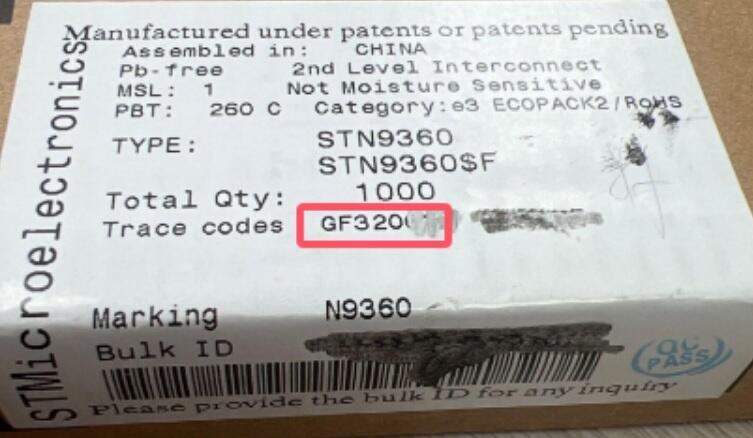 Manufactured under patents or patents pending
Assembled in: CHINA
Pb-free 2nd Level Interconnect
MSL: 1 Not Moisture Sensitive
PBT: 260 C Category:e3 ECOPACK2/RoHS
TYPE: STN9360
STN9360$F
Total Qty: 1000
Trace codes GF320
Marking N9360
Bulk ID
Please provide the bulk ID for any inquiry
STMicroelectronics
QC PASS